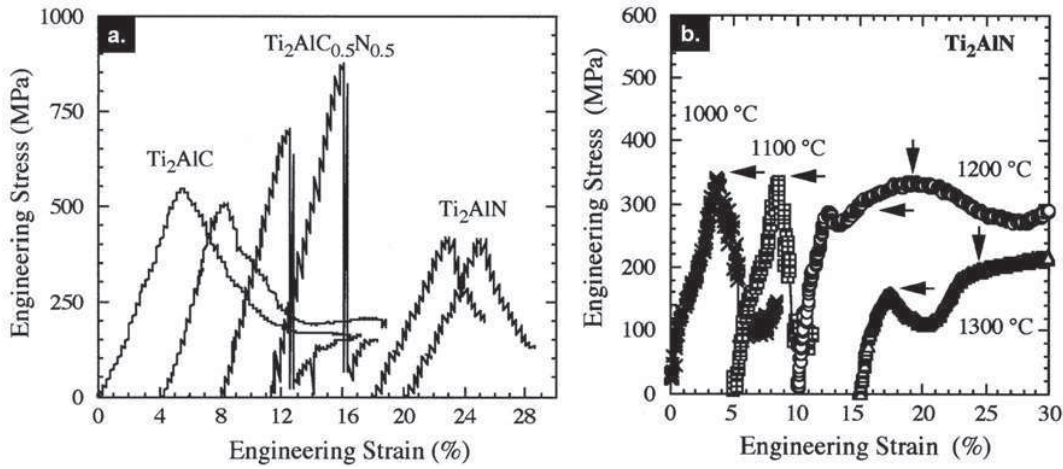 a.
Engineering Stress (MPa)
1000
750
500
250
0
Ti₂AlC
Ti₂AlC₀.₅N₀.₅
Ti₂AlN
0 4 8 12 16 20 24 28
Engineering Strain (%)
b.
Ti₂AlN
Engineering Stress (MPa)
600
500
400
300
200
100
0
1000 °C
1100 °C
1200 °C
1300 °C
0 5 10 15 20 25 30
Engineering Strain (%)